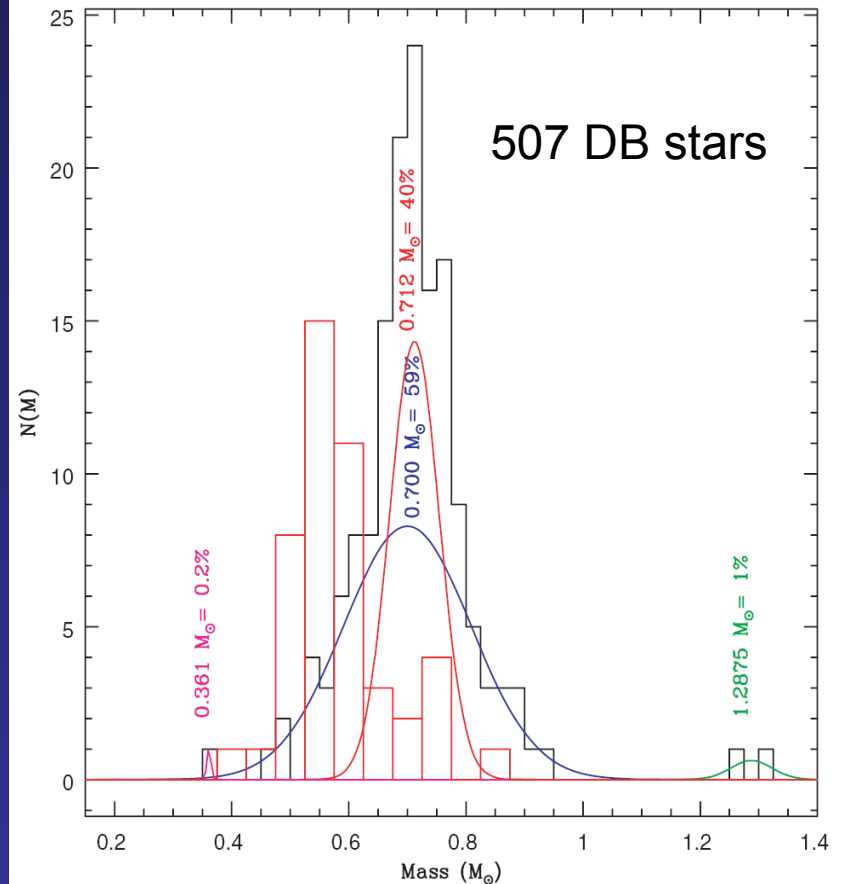 507 DB stars
25
20
15
10
5
0
N(M)
0.361 M☉= 0.2%
0.712 M☉= 40%
0.700 M☉= 59%
1.2875 M☉= 1%
0.2 0.4 0.6 0.8 1 1.2 1.4
Mass (M☉)